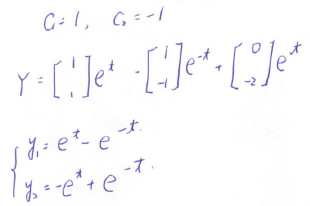 C₁=1, C₂=-1
Y = [1 1]e^t - [1 -1]e^-t + [0 -2]e^t
{ y₁ = e^t - e^-t.
y₂ = -e^t + e^-t.